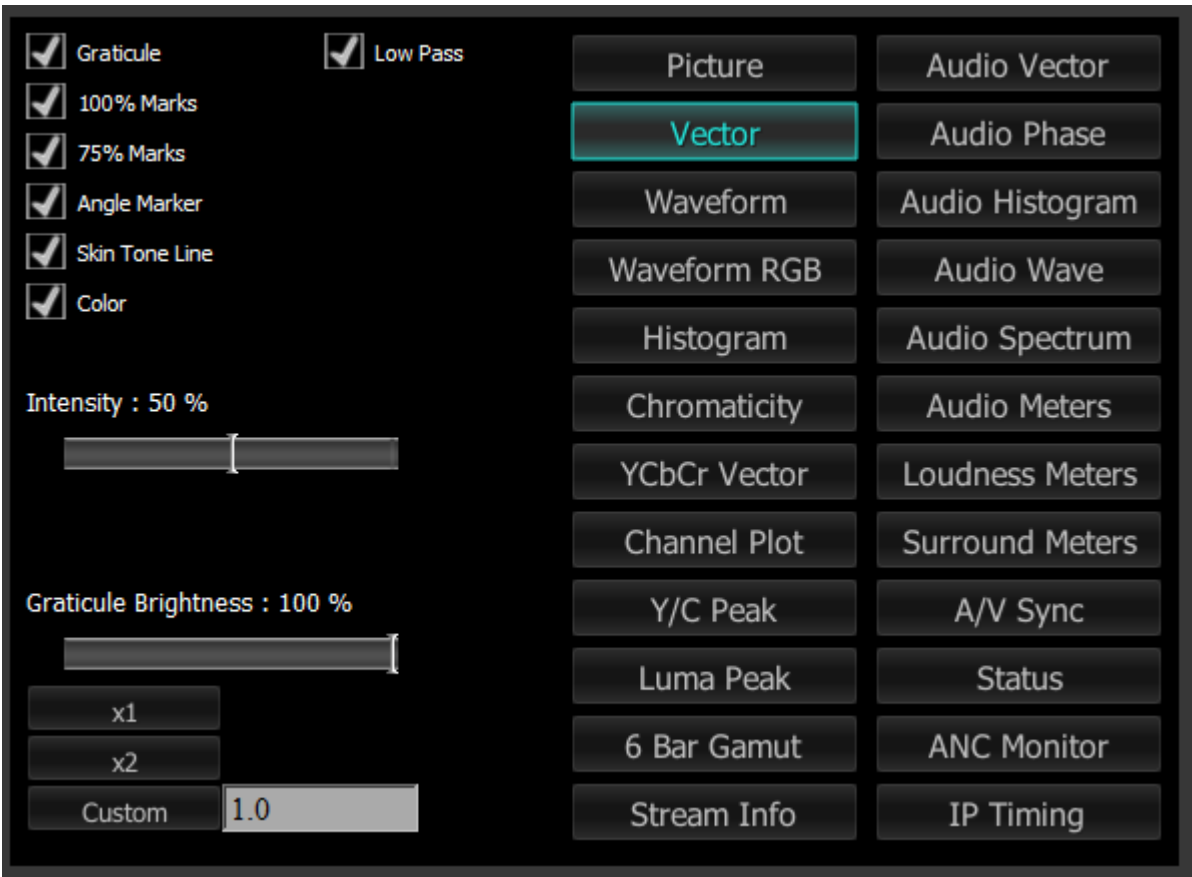 Graticule
Low Pass
100% Marks
75% Marks
Angle Marker
Skin Tone Line
Color
Intensity : 50 %
Graticule Brightness : 100 %
x1
x2
Custom
1.0
Picture
Vector
Waveform
Waveform RGB
Histogram
Chromaticity
YCbCr Vector
Channel Plot
Y/C Peak
Luma Peak
6 Bar Gamut
Stream Info
Audio Vector
Audio Phase
Audio Histogram
Audio Wave
Audio Spectrum
Audio Meters
Loudness Meters
Surround Meters
A/V Sync
Status
ANC Monitor
IP Timing